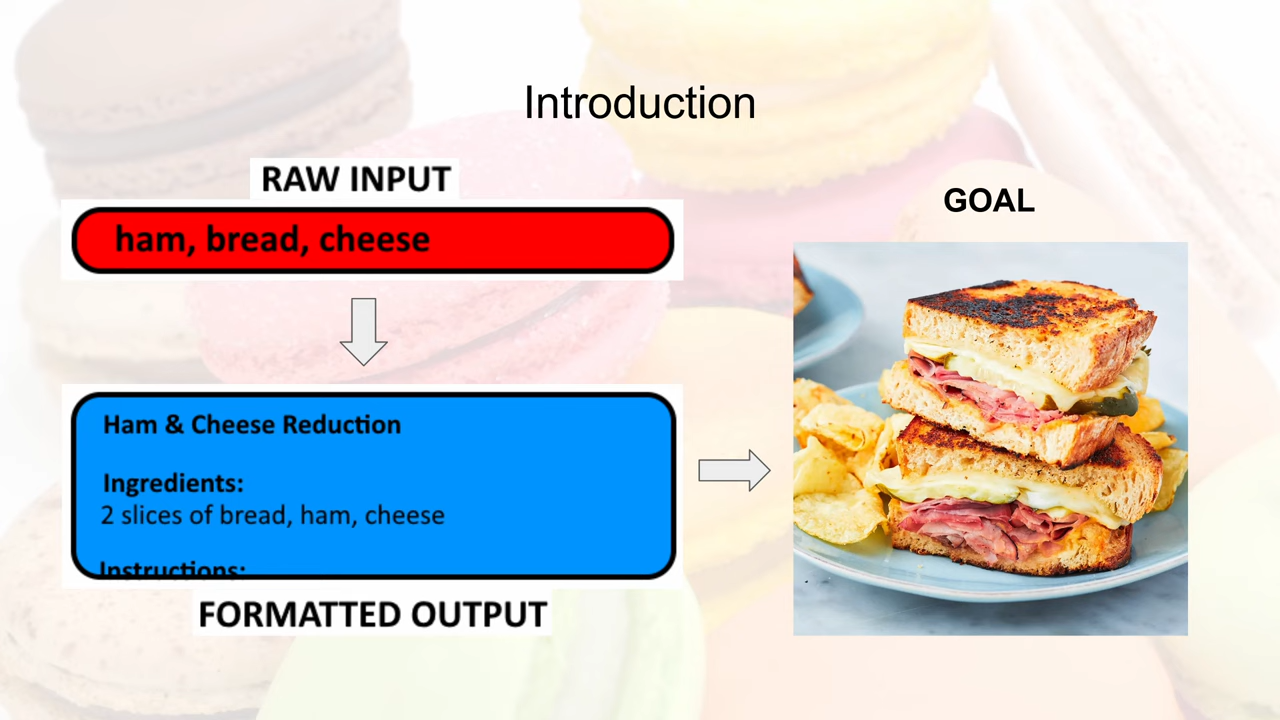 Introduction
RAW INPUT
ham, bread, cheese
Ham & Cheese Reduction
Ingredients:
2 slices of bread, ham, cheese
Instructions:
FORMATTED OUTPUT
GOAL